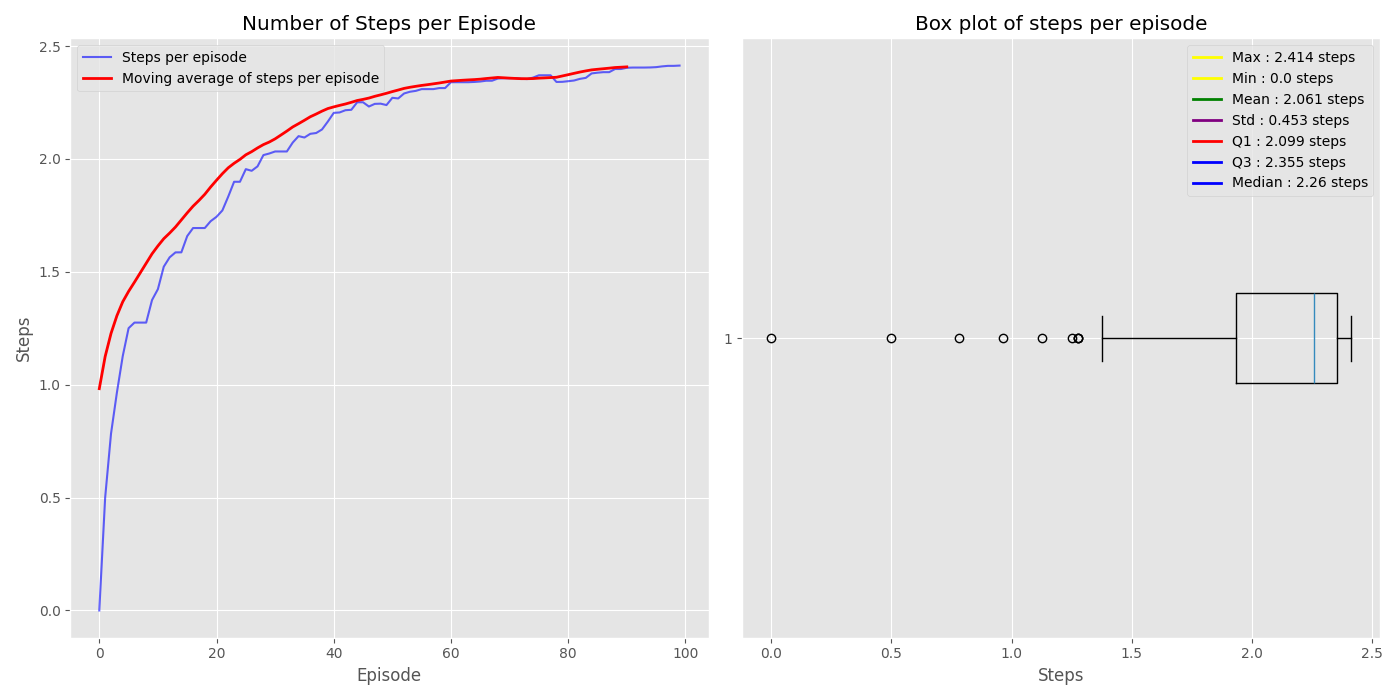 Number of Steps per Episode
Steps per episode
Moving average of steps per episode
2.5
2.0
1.5
1.0
0.5
0.0
Steps
0 20 40 60 80 100
Episode
Box plot of steps per episode
Max : 2.414 steps
Min : 0.0 steps
Mean : 2.061 steps
Std : 0.453 steps
Q1 : 2.099 steps
Q3 : 2.355 steps
Median : 2.26 steps
1
0.0 0.5 1.0 1.5 2.0 2.5
Steps